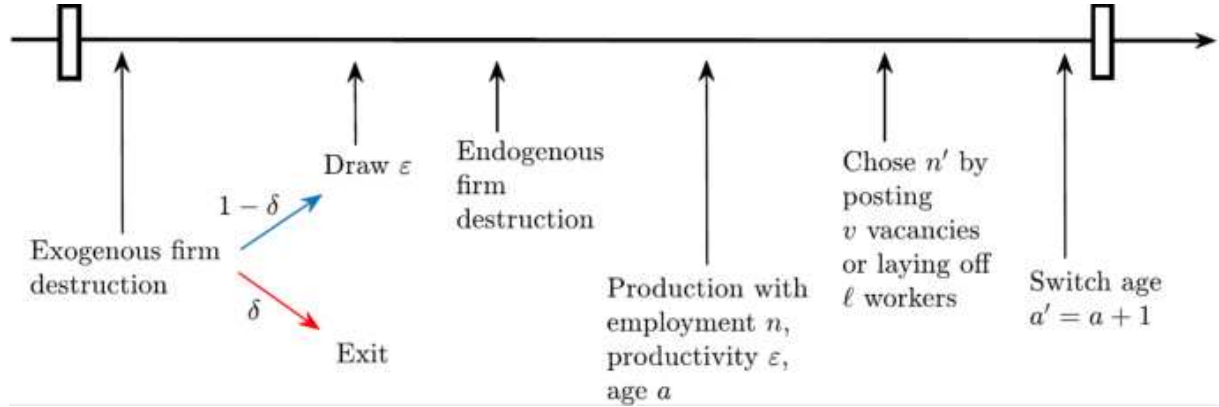 Exogenous firm
destruction
1 − δ
δ
Draw ε
Exit
Endogenous
firm
destruction
Production with
employment n,
productivity ε,
age a
Chose n′ by
posting
v vacancies
or laying off
ℓ workers
Switch age
a′ = a + 1